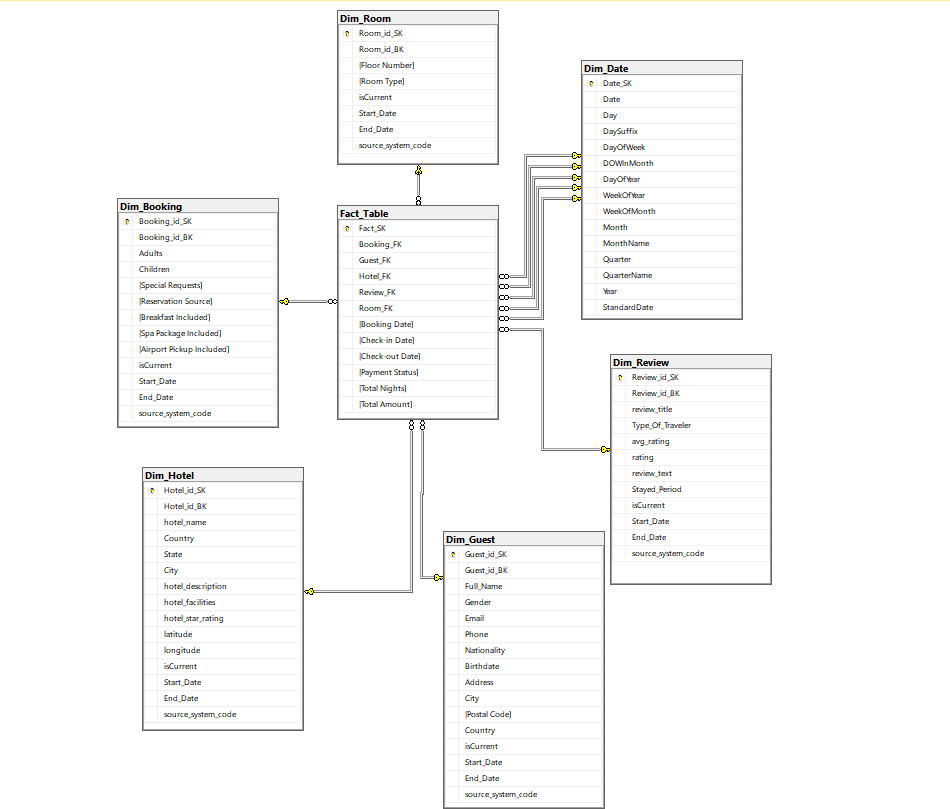 Dim_Room
Room_id_SK
Room_id_BK
[Floor Number]
[Room Type]
isCurrent
Start_Date
End_Date
source_system_code
Dim_Date
Date_SK
Date
Day
DaySuffix
DayOfWeek
DOWInMonth
DayOfYear
WeekOfYear
WeekOfMonth
Month
MonthName
Quarter
QuarterName
Year
StandardDate
Dim_Booking
Booking_id_SK
Booking_id_BK
Adults
Children
[Special Requests]
[Reservation Source]
[Breakfast Included]
[Spa Package Included]
[Airport Pickup Included]
isCurrent
Start_Date
End_Date
source_system_code
Fact_Table
Fact_SK
Booking_FK
Guest_FK
Hotel_FK
Review_FK
Room_FK
[Booking Date]
[Check-in Date]
[Check-out Date]
[Payment Status]
[Total Nights]
[Total Amount]
Dim_Review
Review_id_SK
Review_id_BK
review_title
Type_Of_Traveler
avg_rating
rating
review_text
Stayed_Period
isCurrent
Start_Date
End_Date
source_system_code
Dim_Hotel
Hotel_id_SK
Hotel_id_BK
hotel_name
Country
State
City
hotel_description
hotel_facilities
hotel_star_rating
latitude
longitude
isCurrent
Start_Date
End_Date
source_system_code
Dim_Guest
Guest_id_SK
Guest_id_BK
Full_Name
Gender
Email
Phone
Nationality
Birthdate
Address
City
[Postal Code]
Country
isCurrent
Start_Date
End_Date
source_system_code